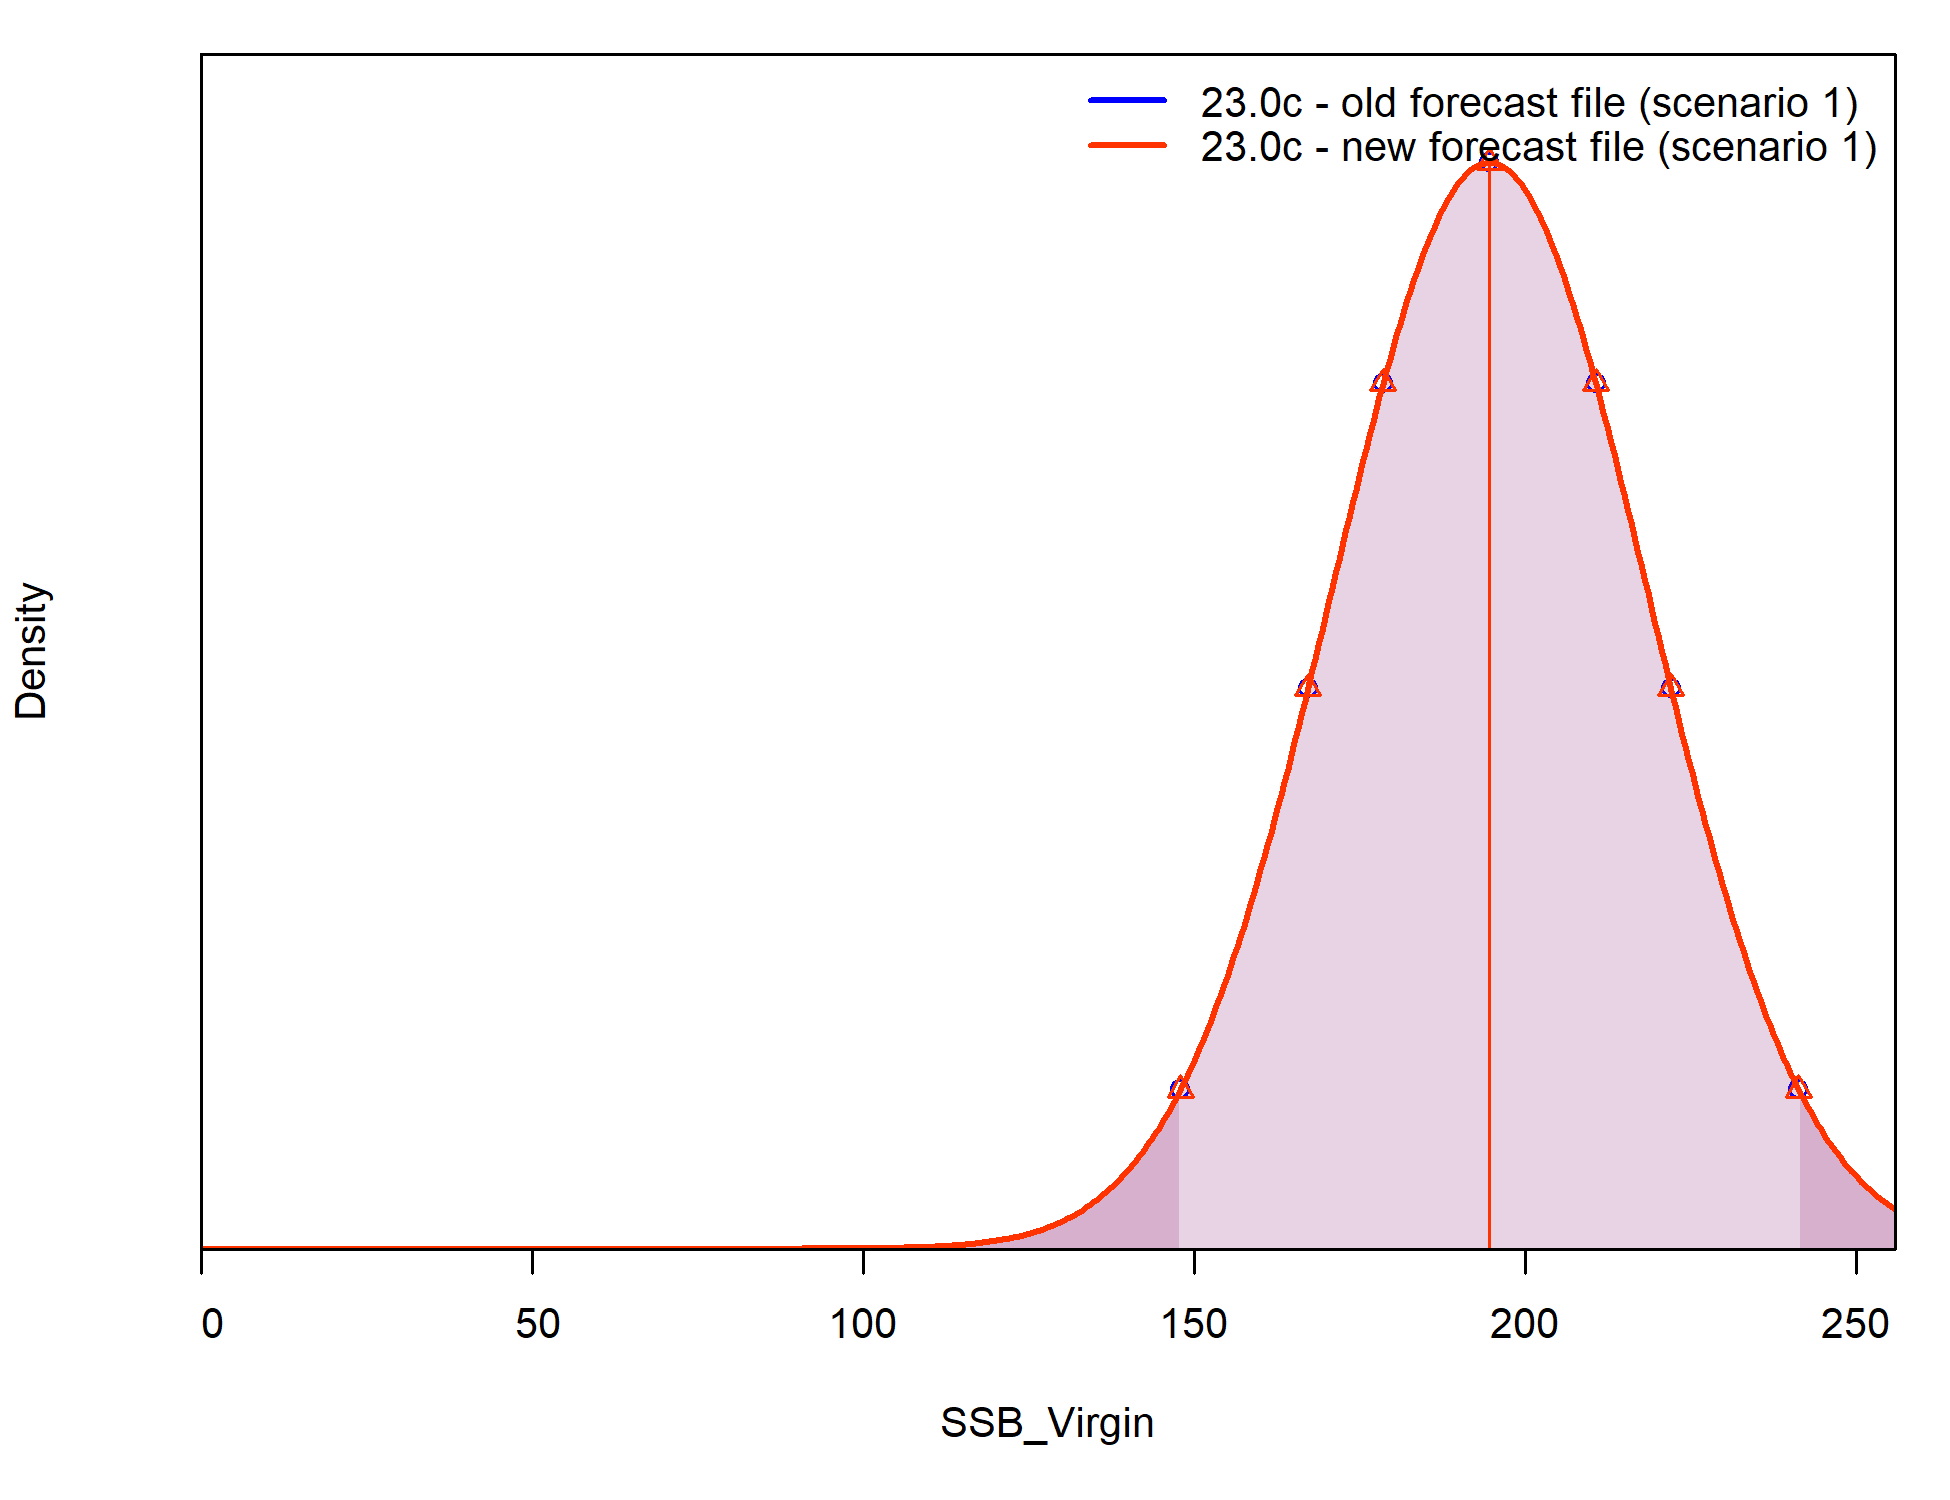 23.0c - old forecast file (scenario 1)
23.0c - new forecast file (scenario 1)
Density
0 50 100 150 200 250
SSB_Virgin